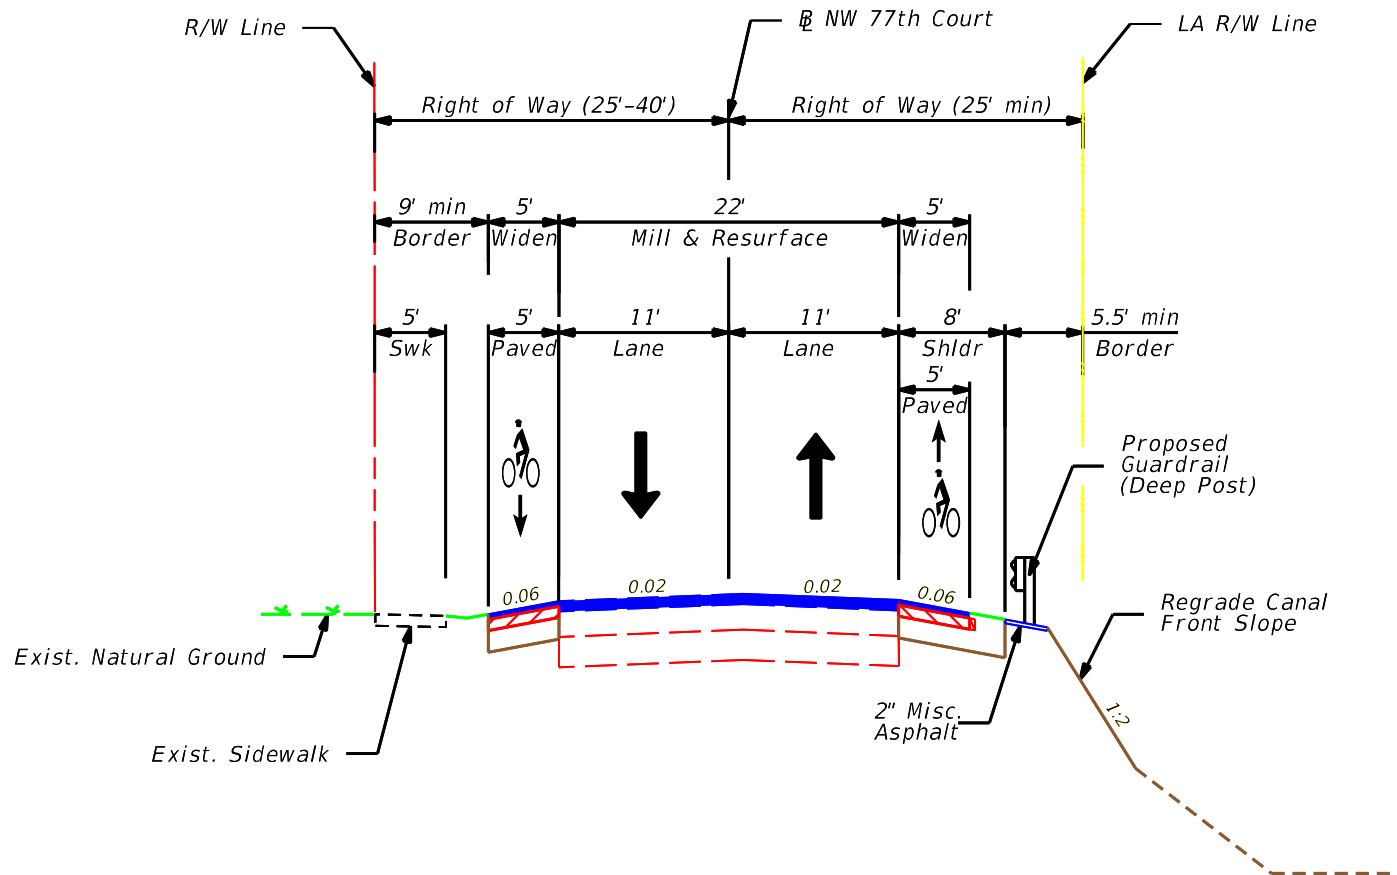 R/W Line
BL NW 77th Court
LA R/W Line
Right of Way (25'-40')
Right of Way (25' min)
9' min
5'
22'
5'
Border
Widen
Mill & Resurface
Widen
5'
5'
11'
11'
8'
5.5' min
Swk
Paved
Lane
Lane
Shldr
Border
5'
Paved
Proposed
Guardrail
(Deep Post)
0.06
0.02
0.02
0.06
Regrade Canal
Front Slope
Exist. Natural Ground
2" Misc.
Asphalt
1:2
Exist. Sidewalk